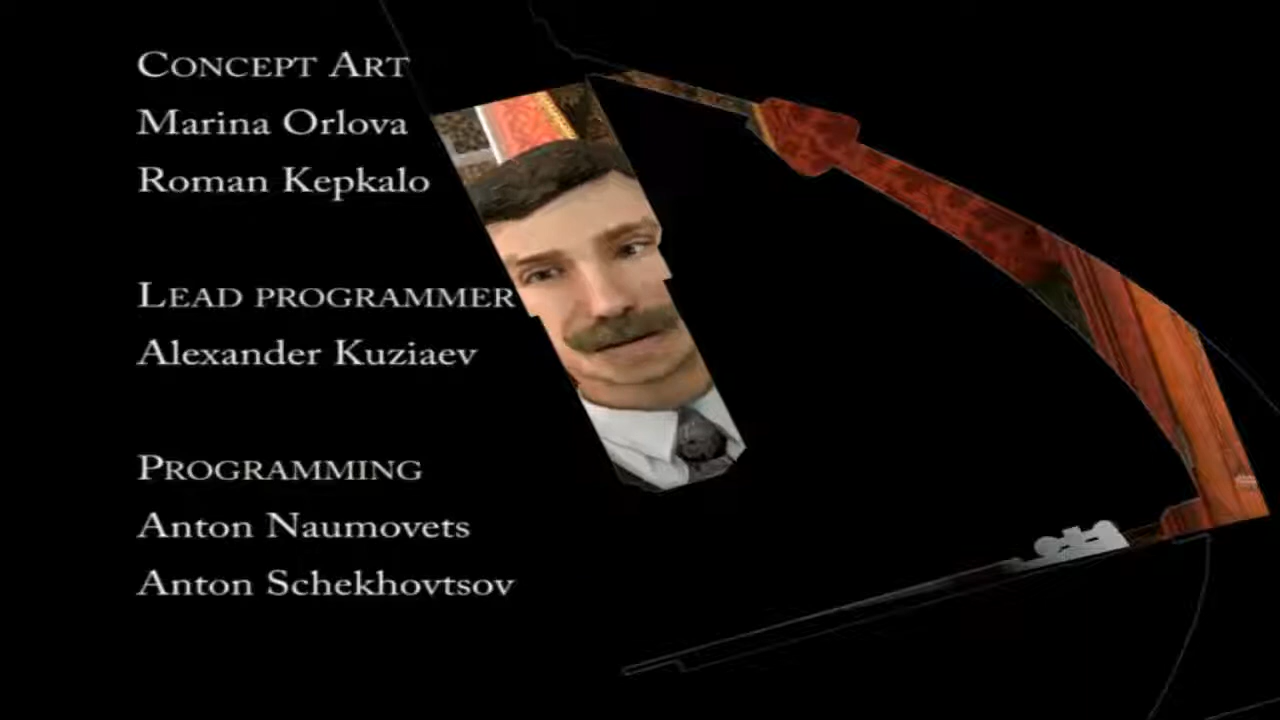 Concept Art
Marina Orlova
Roman Kepkalo
Lead programmer
Alexander Kuziaev
Programming
Anton Naumovets
Anton Schekhovtsov